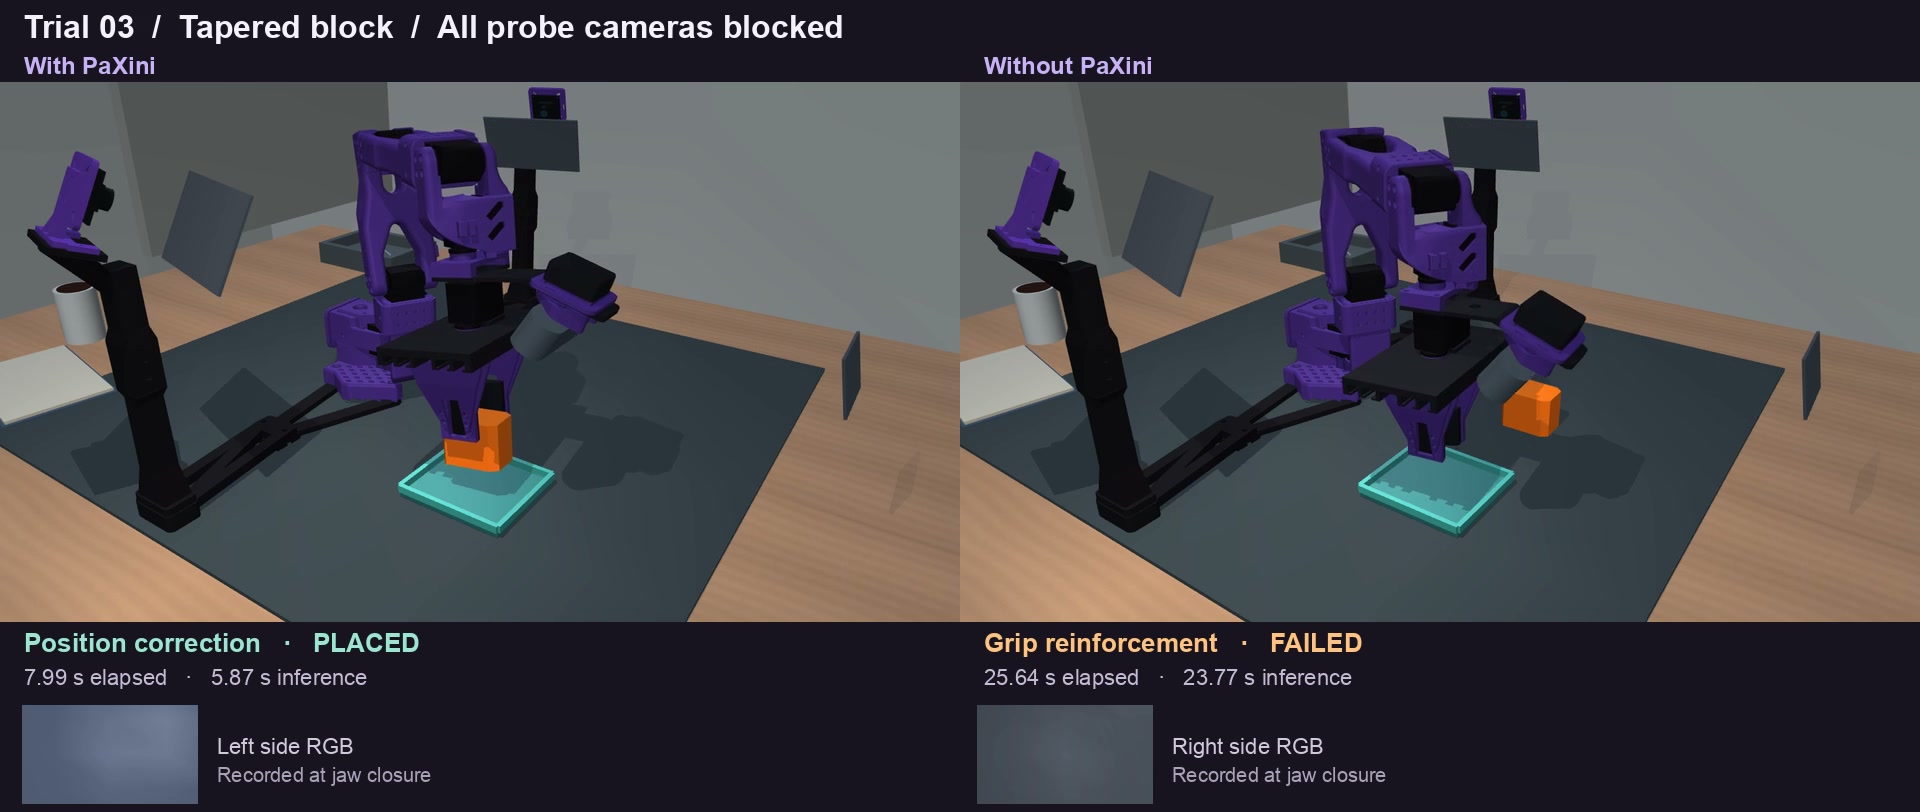 Trial 03 / Tapered block / All probe cameras blocked
With PaXini
Without PaXini
Position correction · PLACED
7.99 s elapsed · 5.87 s inference
Left side RGB
Recorded at jaw closure
Grip reinforcement · FAILED
25.64 s elapsed · 23.77 s inference
Right side RGB
Recorded at jaw closure